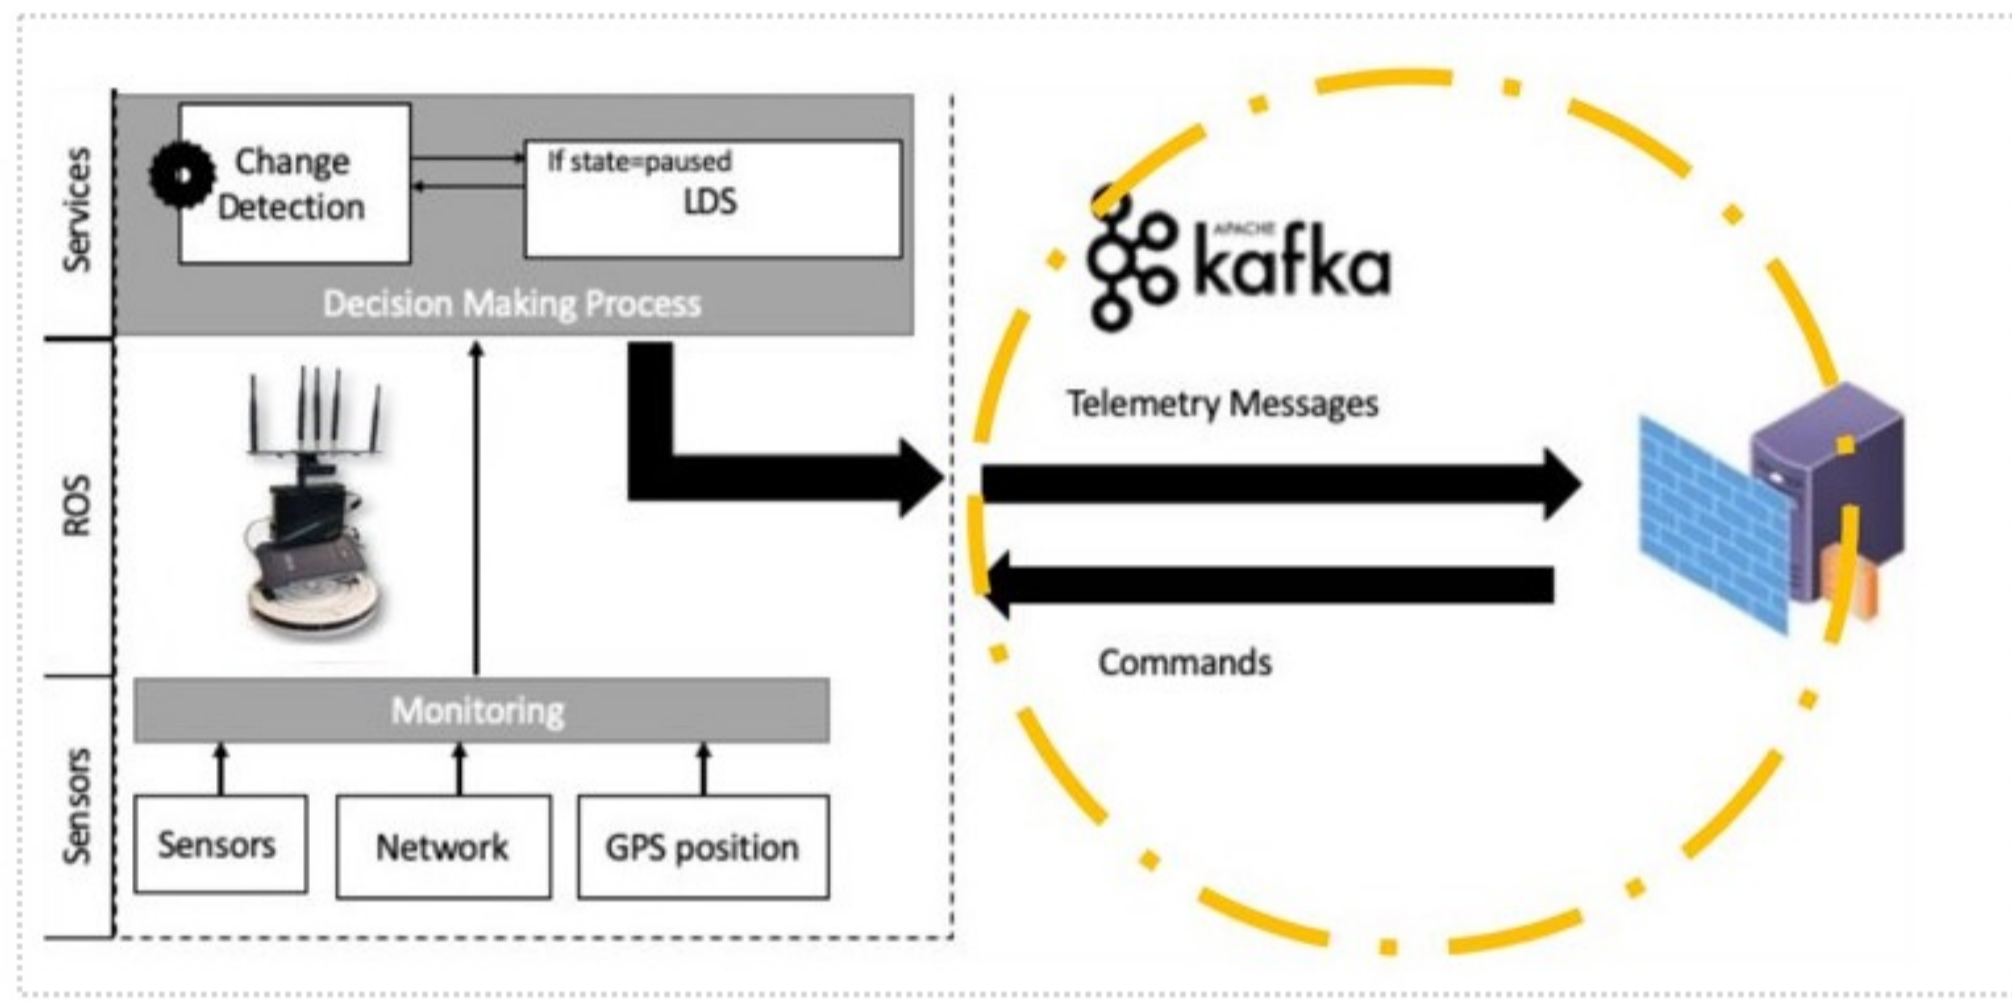 Services
Change
Detection
If state=paused
LDS
Decision Making Process
ROS
Monitoring
Sensors
Sensors
Network
GPS position
APACHE
kafka
Telemetry Messages
Commands